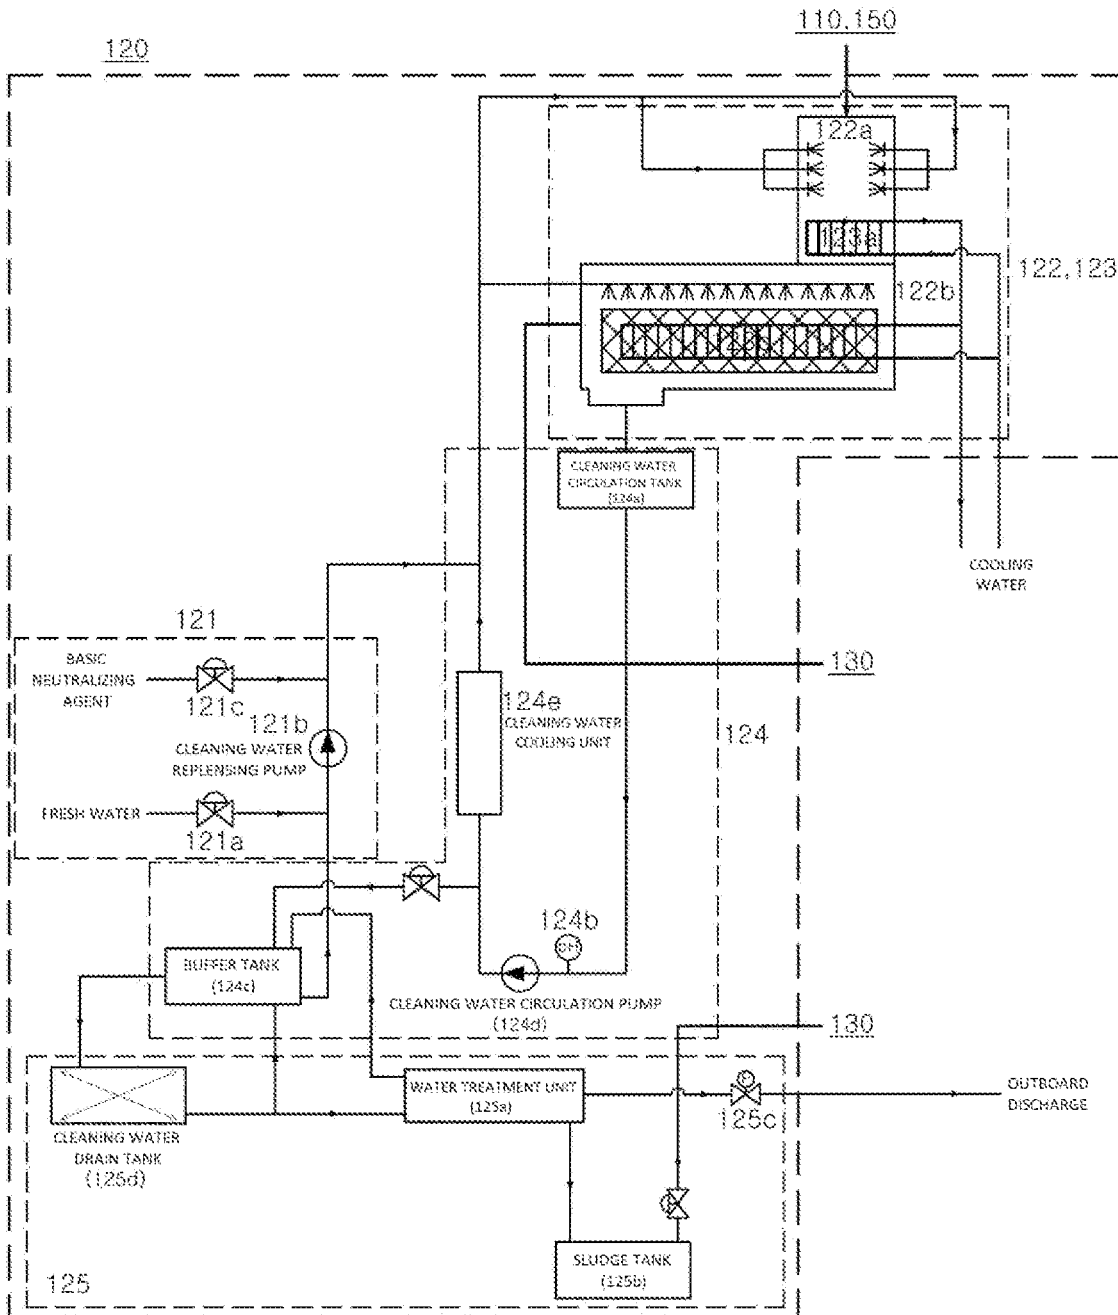 110,150
120
122a
123a
122,123
122b
CLEANING WATER
CIRCULATION TANK
(124a)
COOLING
WATER
121
BASIC
NEUTRALIZING
AGENT
121c
130
124e
CLEANING WATER
COOLING UNIT
121b
CLEANING WATER
REPLENSING PUMP
124
FRESH WATER
121a
124b
BUFFER TANK
(124c)
CLEANING WATER CIRCULATION PUMP
(124d)
130
WATER TREATMENT UNIT
(125a)
125c
OUTBOARD
DISCHARGE
CLEANING WATER
DRAIN TANK
(125d)
SLUDGE TANK
(125b)
125